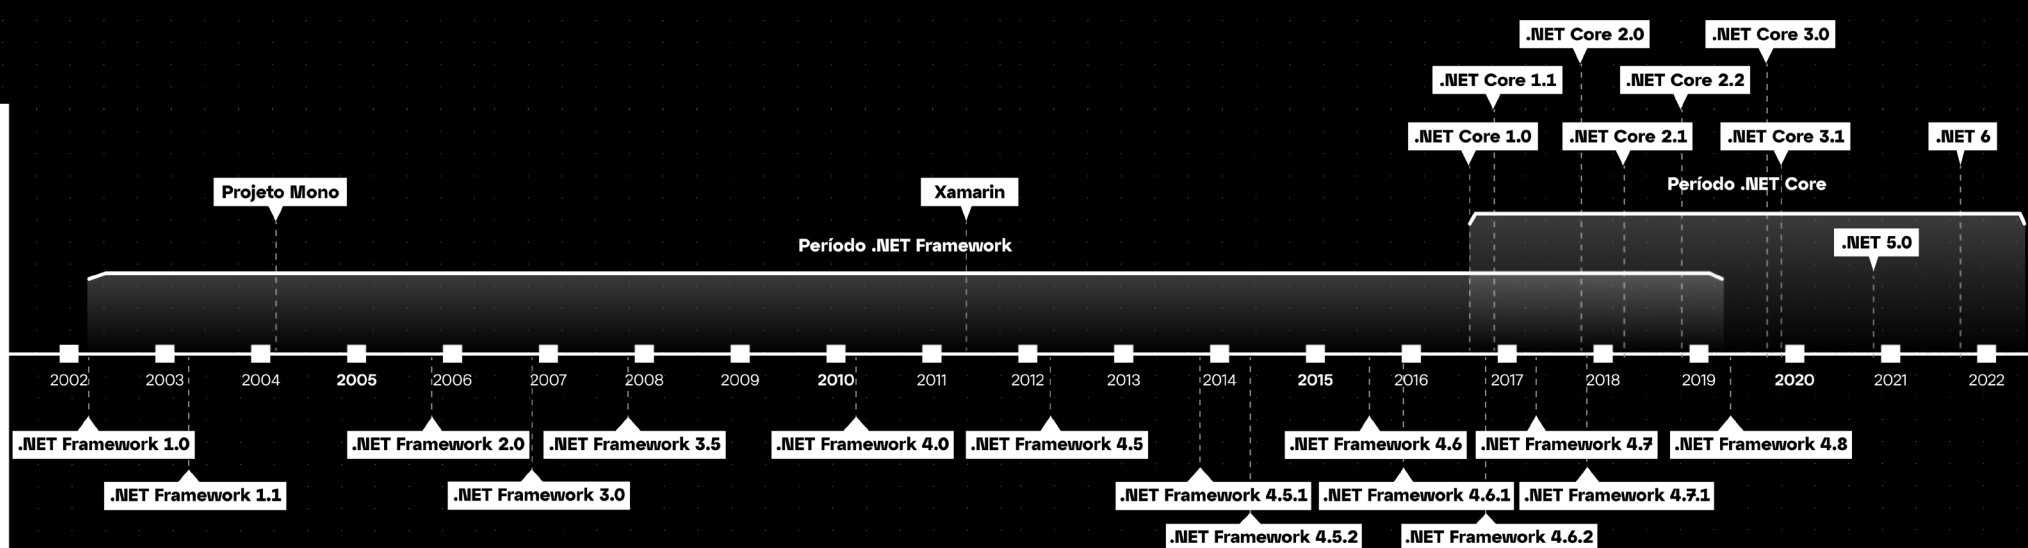 .NET Core 2.0
.NET Core 3.0
.NET Core 1.1
.NET Core 2.2
.NET Core 1.0
.NET Core 2.1
.NET Core 3.1
.NET 6
Projeto Mono
Xamarin
Período .NET Core
Período .NET Framework
.NET 5.0
2002 2003 2004 2005 2006 2007 2008 2009 2010 2011 2012 2013 2014 2015 2016 2017 2018 2019 2020 2021 2022
.NET Framework 1.0
.NET Framework 2.0
.NET Framework 3.5
.NET Framework 4.0
.NET Framework 4.5
.NET Framework 4.6
.NET Framework 4.7
.NET Framework 4.8
.NET Framework 1.1
.NET Framework 3.0
.NET Framework 4.5.1
.NET Framework 4.6.1
.NET Framework 4.7.1
.NET Framework 4.5.2
.NET Framework 4.6.2